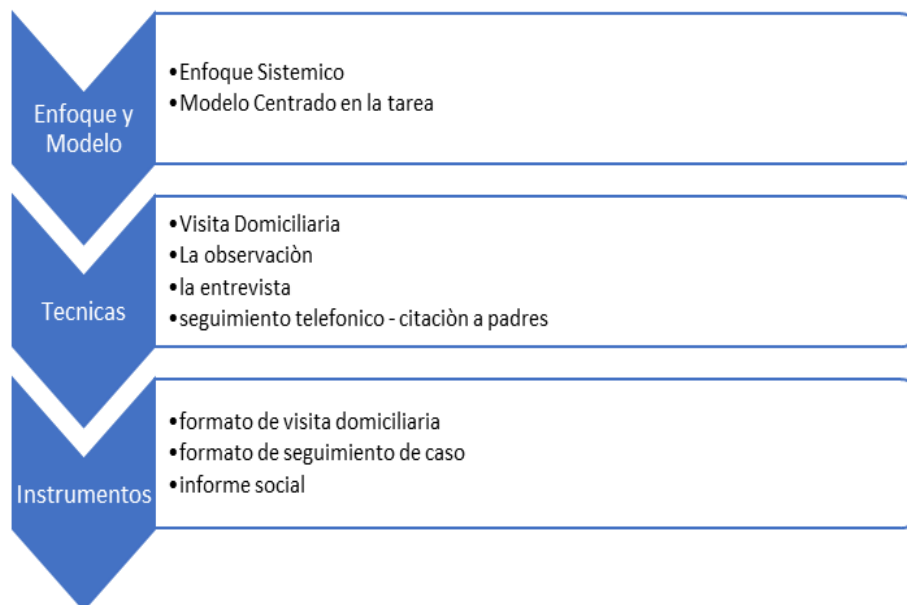 Enfoque y
Modelo
•Enfoque Sistemico
•Modelo Centrado en la tarea
Tecnicas
•Visita Domiciliaria
•La observaciòn
•la entrevista
•seguimiento telefonico - citaciòn a padres
Instrumentos
•formato de visita domiciliaria
•formato de seguimiento de caso
•informe social